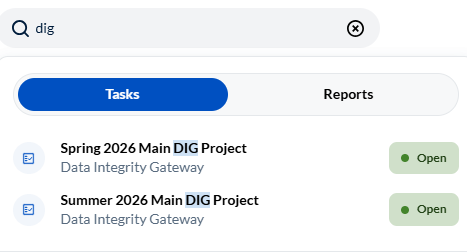 dig
Tasks Reports
Spring 2026 Main DIG Project
Data Integrity Gateway
Open
Summer 2026 Main DIG Project
Data Integrity Gateway
Open